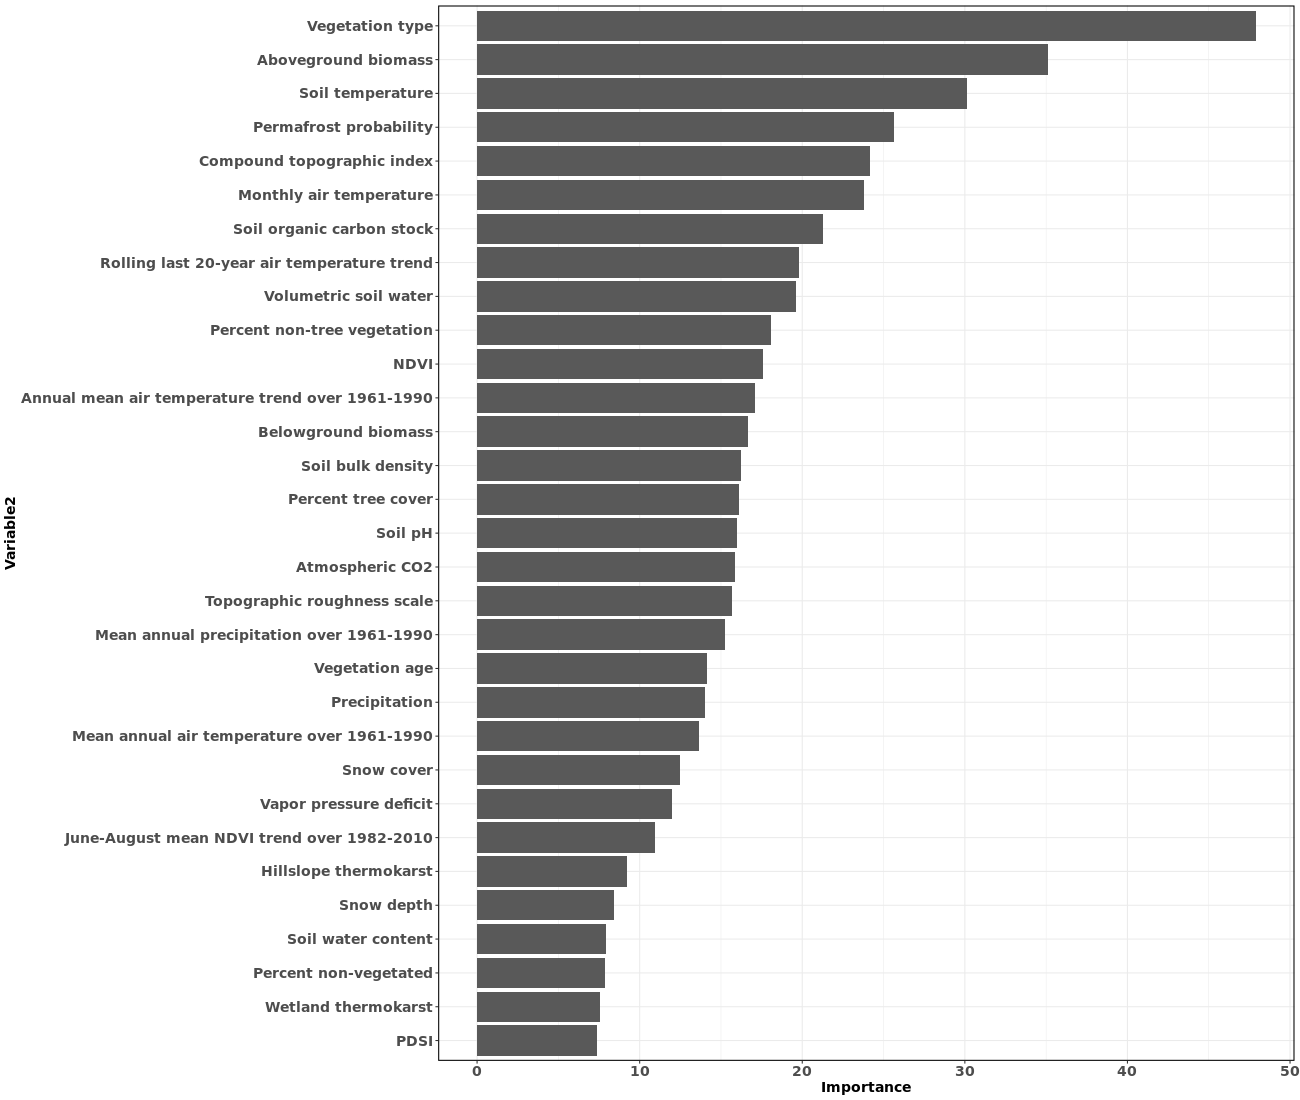 Vegetation type
Aboveground biomass
Soil temperature
Permafrost probability
Compound topographic index
Monthly air temperature
Soil organic carbon stock
Rolling last 20-year air temperature trend
Volumetric soil water
Percent non-tree vegetation
NDVI
Annual mean air temperature trend over 1961-1990
Belowground biomass
Soil bulk density
Percent tree cover
Soil pH
Atmospheric CO2
Topographic roughness scale
Mean annual precipitation over 1961-1990
Vegetation age
Precipitation
Mean annual air temperature over 1961-1990
Snow cover
Vapor pressure deficit
June-August mean NDVI trend over 1982-2010
Hillslope thermokarst
Snow depth
Soil water content
Percent non-vegetated
Wetland thermokarst
PDSI
Variable2
0 10 20 30 40 50
Importance